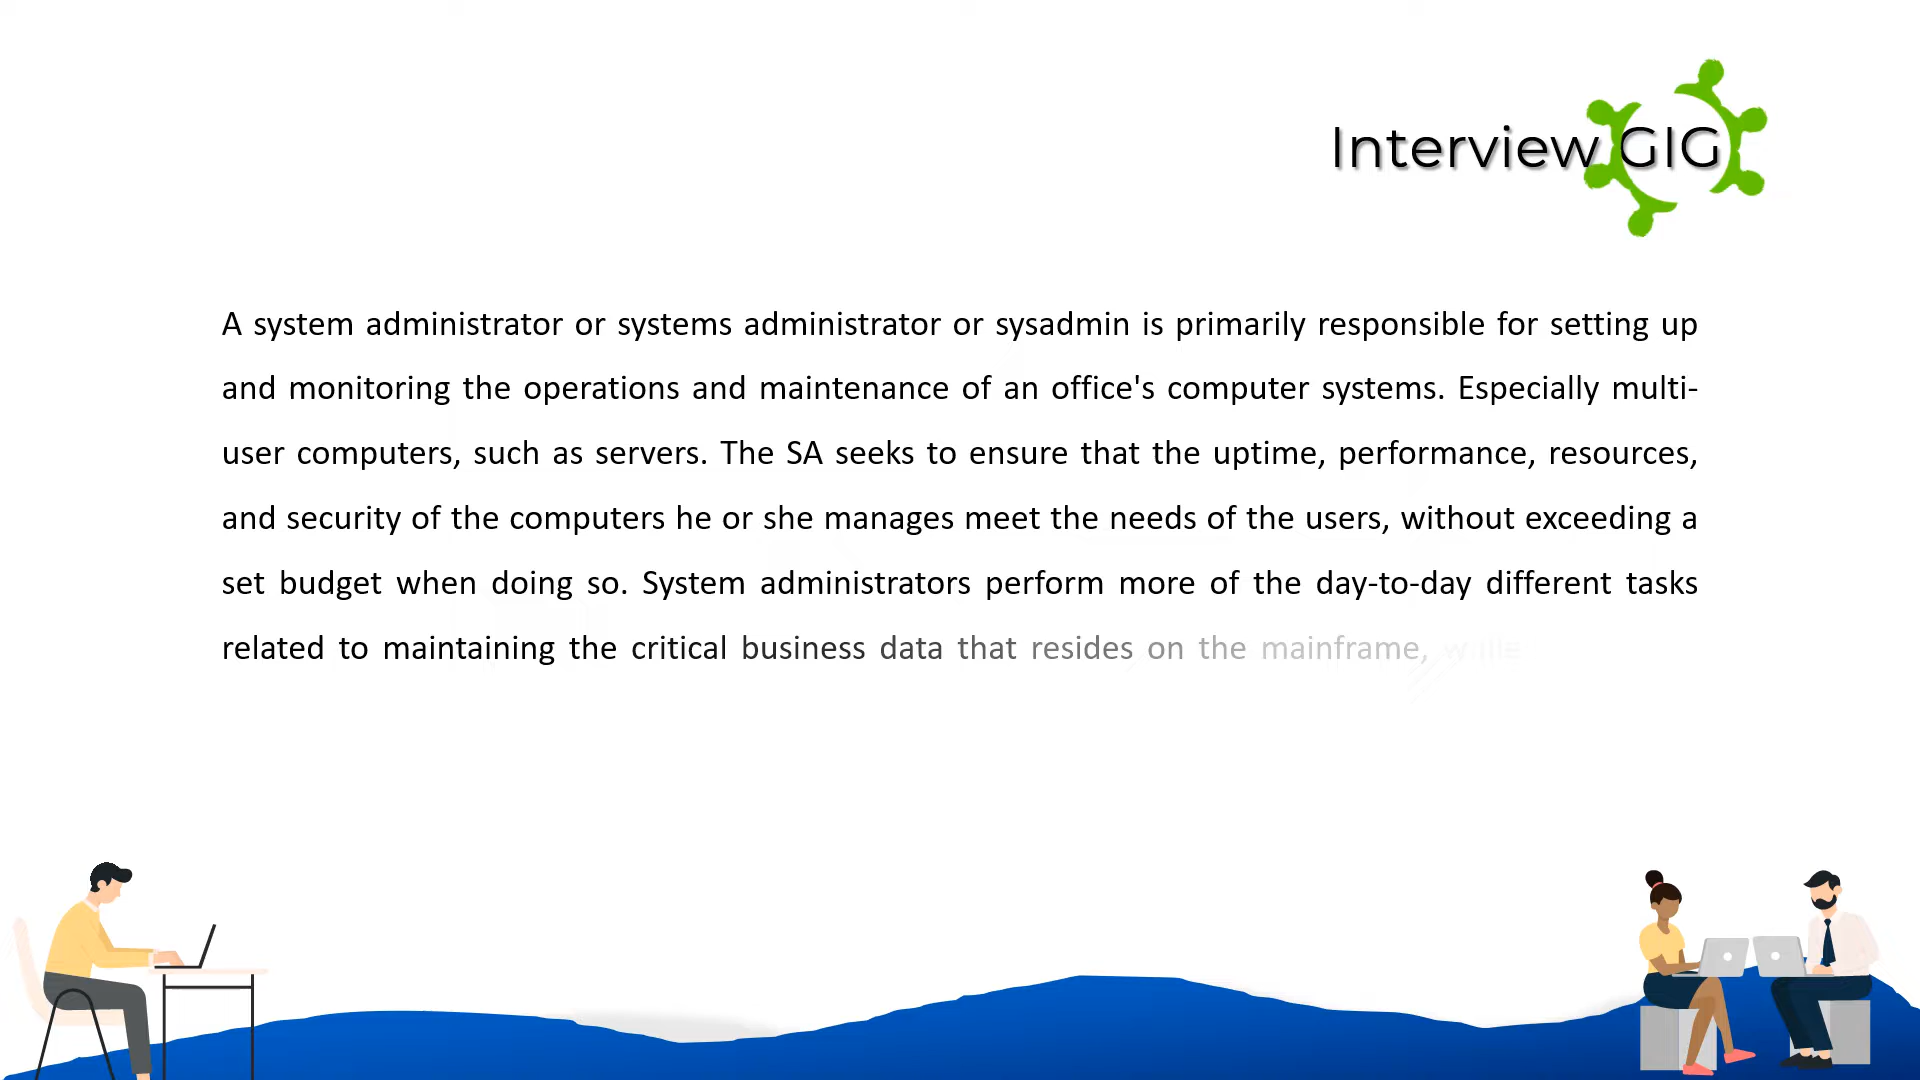 Interview GIG
A system administrator or systems administrator or sysadmin is primarily responsible for setting up
and monitoring the operations and maintenance of an office's computer systems. Especially multi-
user computers, such as servers. The SA seeks to ensure that the uptime, performance, resources,
and security of the computers he or she manages meet the needs of the users, without exceeding a
set budget when doing so. System administrators perform more of the day-to-day different tasks
related to maintaining the critical business data that resides on the mainframe, while